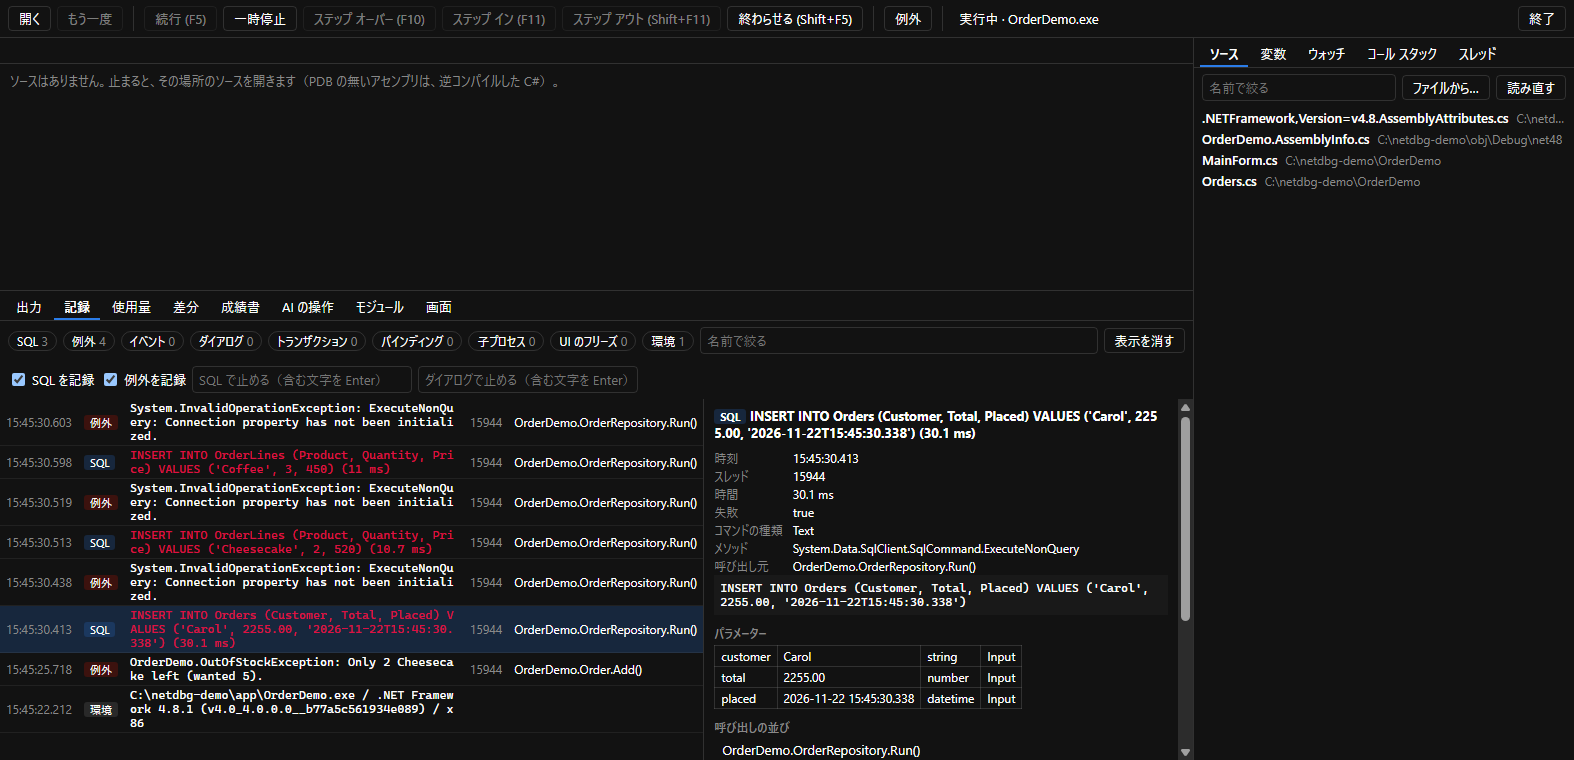 開く もう一度 続行 (F5) 一時停止 ステップ オーバー (F10) ステップ イン (F11) ステップ アウト (Shift+F11) 終わらせる (Shift+F5) 例外 実行中 · OrderDemo.exe 終了
ソースはありません。止まると、その場所のソースを開きます（PDB の無いアセンブリは、逆コンパイルした C#）。
ソース 変数 ウォッチ コール スタック スレッド
名前で絞る ファイルから... 読み直す
.NETFramework,Version=v4.8.AssemblyAttributes.cs C:\netd...
OrderDemo.AssemblyInfo.cs C:\netdbg-demo\obj\Debug\net48
MainForm.cs C:\netdbg-demo\OrderDemo
Orders.cs C:\netdbg-demo\OrderDemo
出力 記録 使用量 差分 成績書 AI の操作 モジュール 画面
SQL 3 例外 4 イベント 0 ダイアログ 0 トランザクション 0 バインディング 0 子プロセス 0 UI のフリーズ 0 環境 1 名前で絞る 表示を消す
SQL を記録 例外を記録 SQL で止める（含む文字を Enter） ダイアログで止める（含む文字を Enter）
15:45:30.603 例外 System.InvalidOperationException: ExecuteNonQu
ery: Connection property has not been initiali
zed. 15944 OrderDemo.OrderRepository.Run()
15:45:30.598 SQL INSERT INTO OrderLines (Product, Quantity, Pri
ce) VALUES ('Coffee', 3, 450) (11 ms) 15944 OrderDemo.OrderRepository.Run()
15:45:30.519 例外 System.InvalidOperationException: ExecuteNonQu
ery: Connection property has not been initiali
zed. 15944 OrderDemo.OrderRepository.Run()
15:45:30.513 SQL INSERT INTO OrderLines (Product, Quantity, Pri
ce) VALUES ('Cheesecake', 2, 520) (10.7 ms) 15944 OrderDemo.OrderRepository.Run()
15:45:30.438 例外 System.InvalidOperationException: ExecuteNonQu
ery: Connection property has not been initiali
zed. 15944 OrderDemo.OrderRepository.Run()
15:45:30.413 SQL INSERT INTO Orders (Customer, Total, Placed) V
ALUES ('Carol', 2255.00, '2026-11-22T15:45:30.
338') (30.1 ms) 15944 OrderDemo.OrderRepository.Run()
15:45:25.718 例外 OrderDemo.OutOfStockException: Only 2 Cheeseca
ke left (wanted 5). 15944 OrderDemo.Order.Add()
15:45:22.212 環境 C:\netdbg-demo\app\OrderDemo.exe / .NET Framew
ork 4.8.1 (v4.0_4.0.0.0__b77a5c561934e089) / x
86
SQL INSERT INTO Orders (Customer, Total, Placed) VALUES ('Carol', 225
5.00, '2026-11-22T15:45:30.338') (30.1 ms)
時刻 15:45:30.413
スレッド 15944
時間 30.1 ms
失敗 true
コマンドの種類 Text
メソッド System.Data.SqlClient.SqlCommand.ExecuteNonQuery
呼び出し元 OrderDemo.OrderRepository.Run()
INSERT INTO Orders (Customer, Total, Placed) VALUES ('Carol',
2255.00, '2026-11-22T15:45:30.338')
パラメーター
customer Carol string Input
total 2255.00 number Input
placed 2026-11-22 15:45:30.338 datetime Input
呼び出しの並び
OrderDemo.OrderRepository.Run()